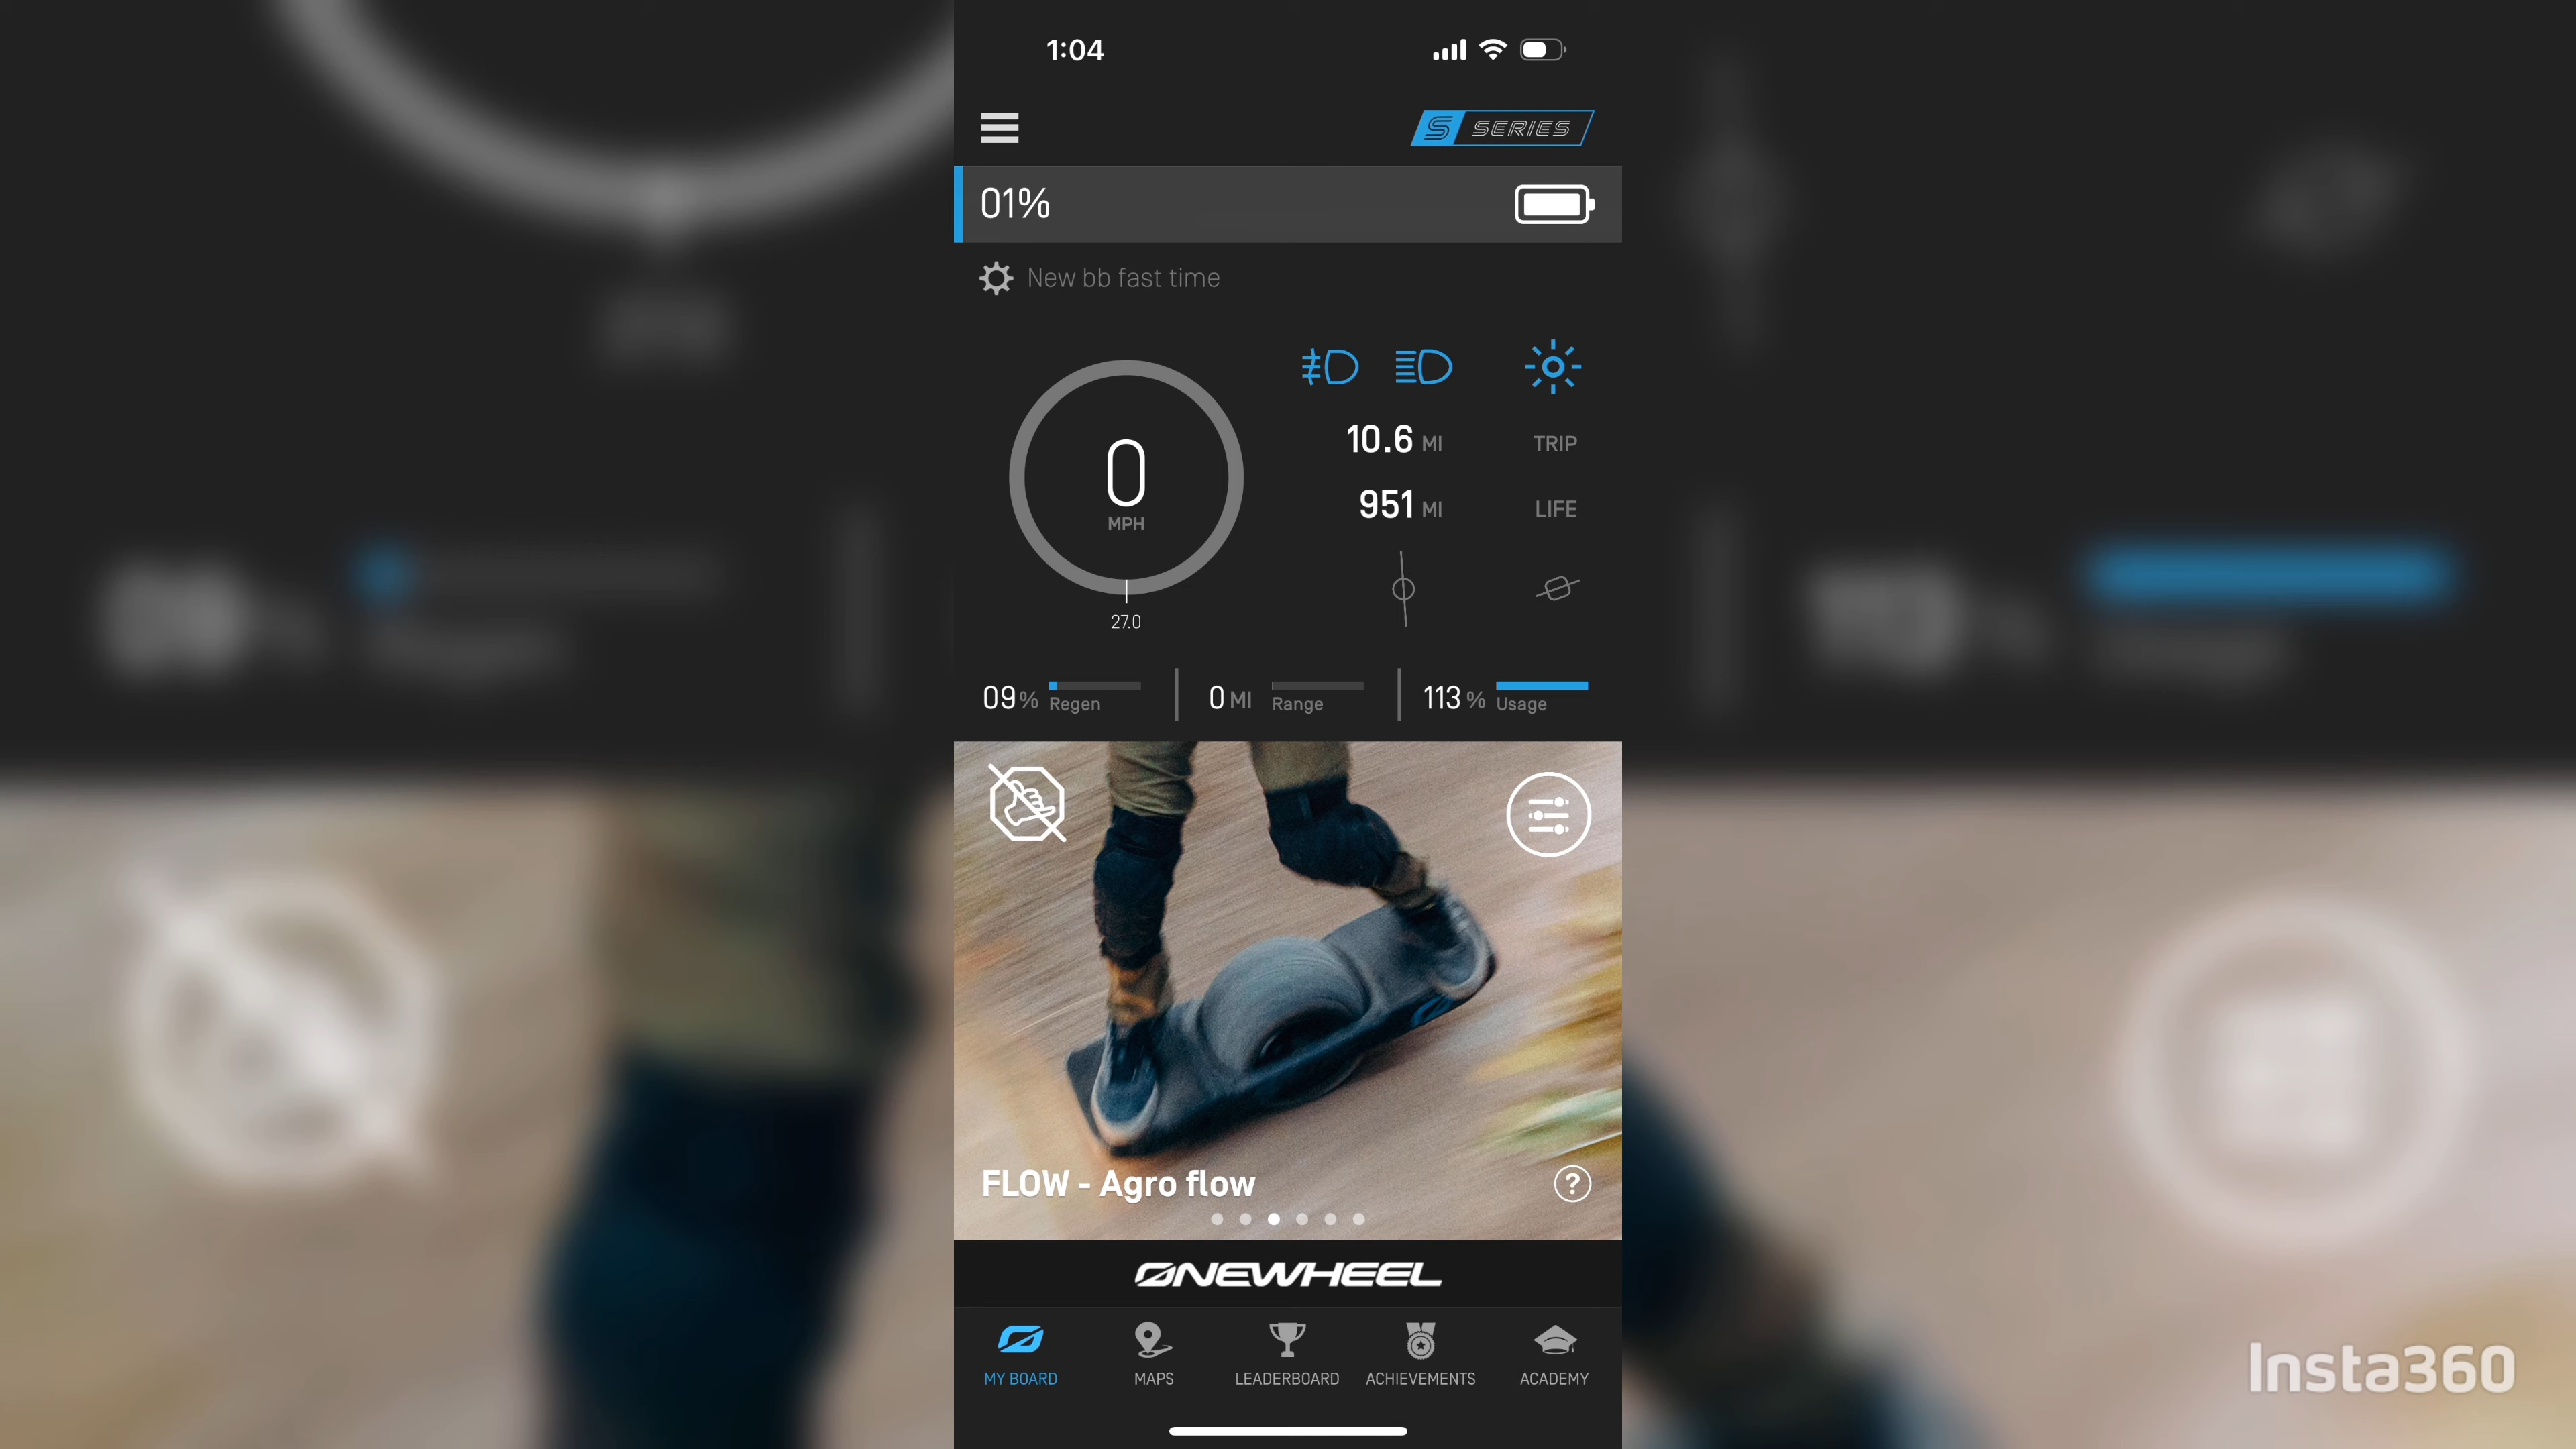 1:04
S SERIES
01%
New bb fast time
0
MPH
27.0
10.6 MI TRIP
951 MI LIFE
09% Regen
0 MI Range
113% Usage
FLOW - Agro flow
?
ONEWHEEL
MY BOARD
MAPS
LEADERBOARD
ACHIEVEMENTS
ACADEMY
Insta360